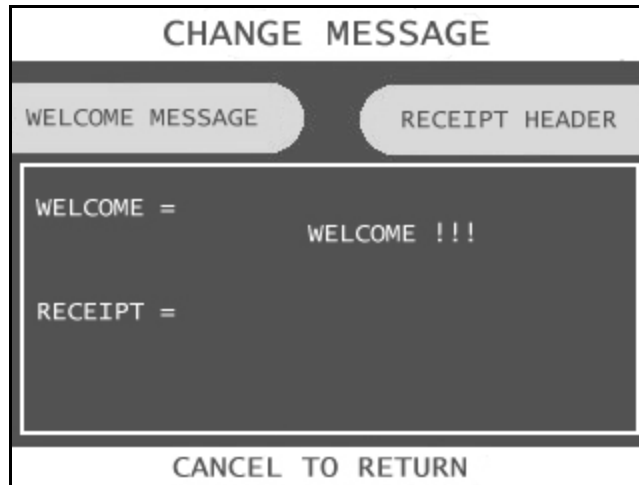 CHANGE MESSAGE
WELCOME MESSAGE
RECEIPT HEADER
WELCOME =
WELCOME !!!
RECEIPT =
CANCEL TO RETURN